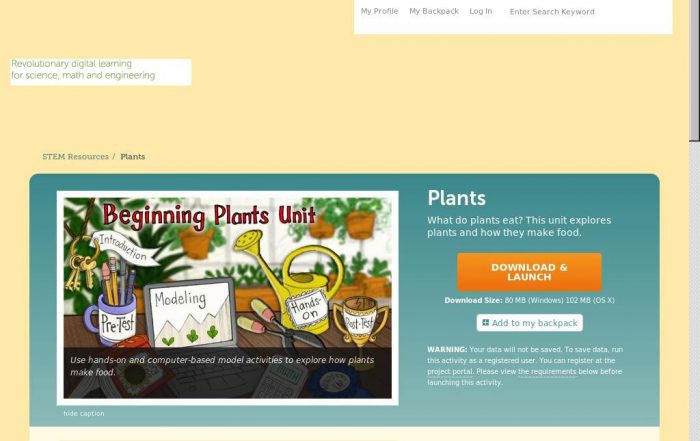 My Profile My Backpack Log In Enter Search Keyword
Revolutionary digital learning
for science, math and engineering
STEM Resources / Plants
Beginning Plants Unit
Introduction
Modeling
Pre-Test
Hands-
On
Post-Test
Use hands-on and computer-based model activities to explore how plants
make food.
hide caption
Plants
What do plants eat? This unit explores
plants and how they make food.
DOWNLOAD &
LAUNCH
Download Size: 80 MB (Windows) 102 MB (OS X)
Add to my backpack
WARNING: Your data will not be saved. To save data, run
this activity as a registered user. You can register at the
project portal. Please view the requirements below before
launching this activity.